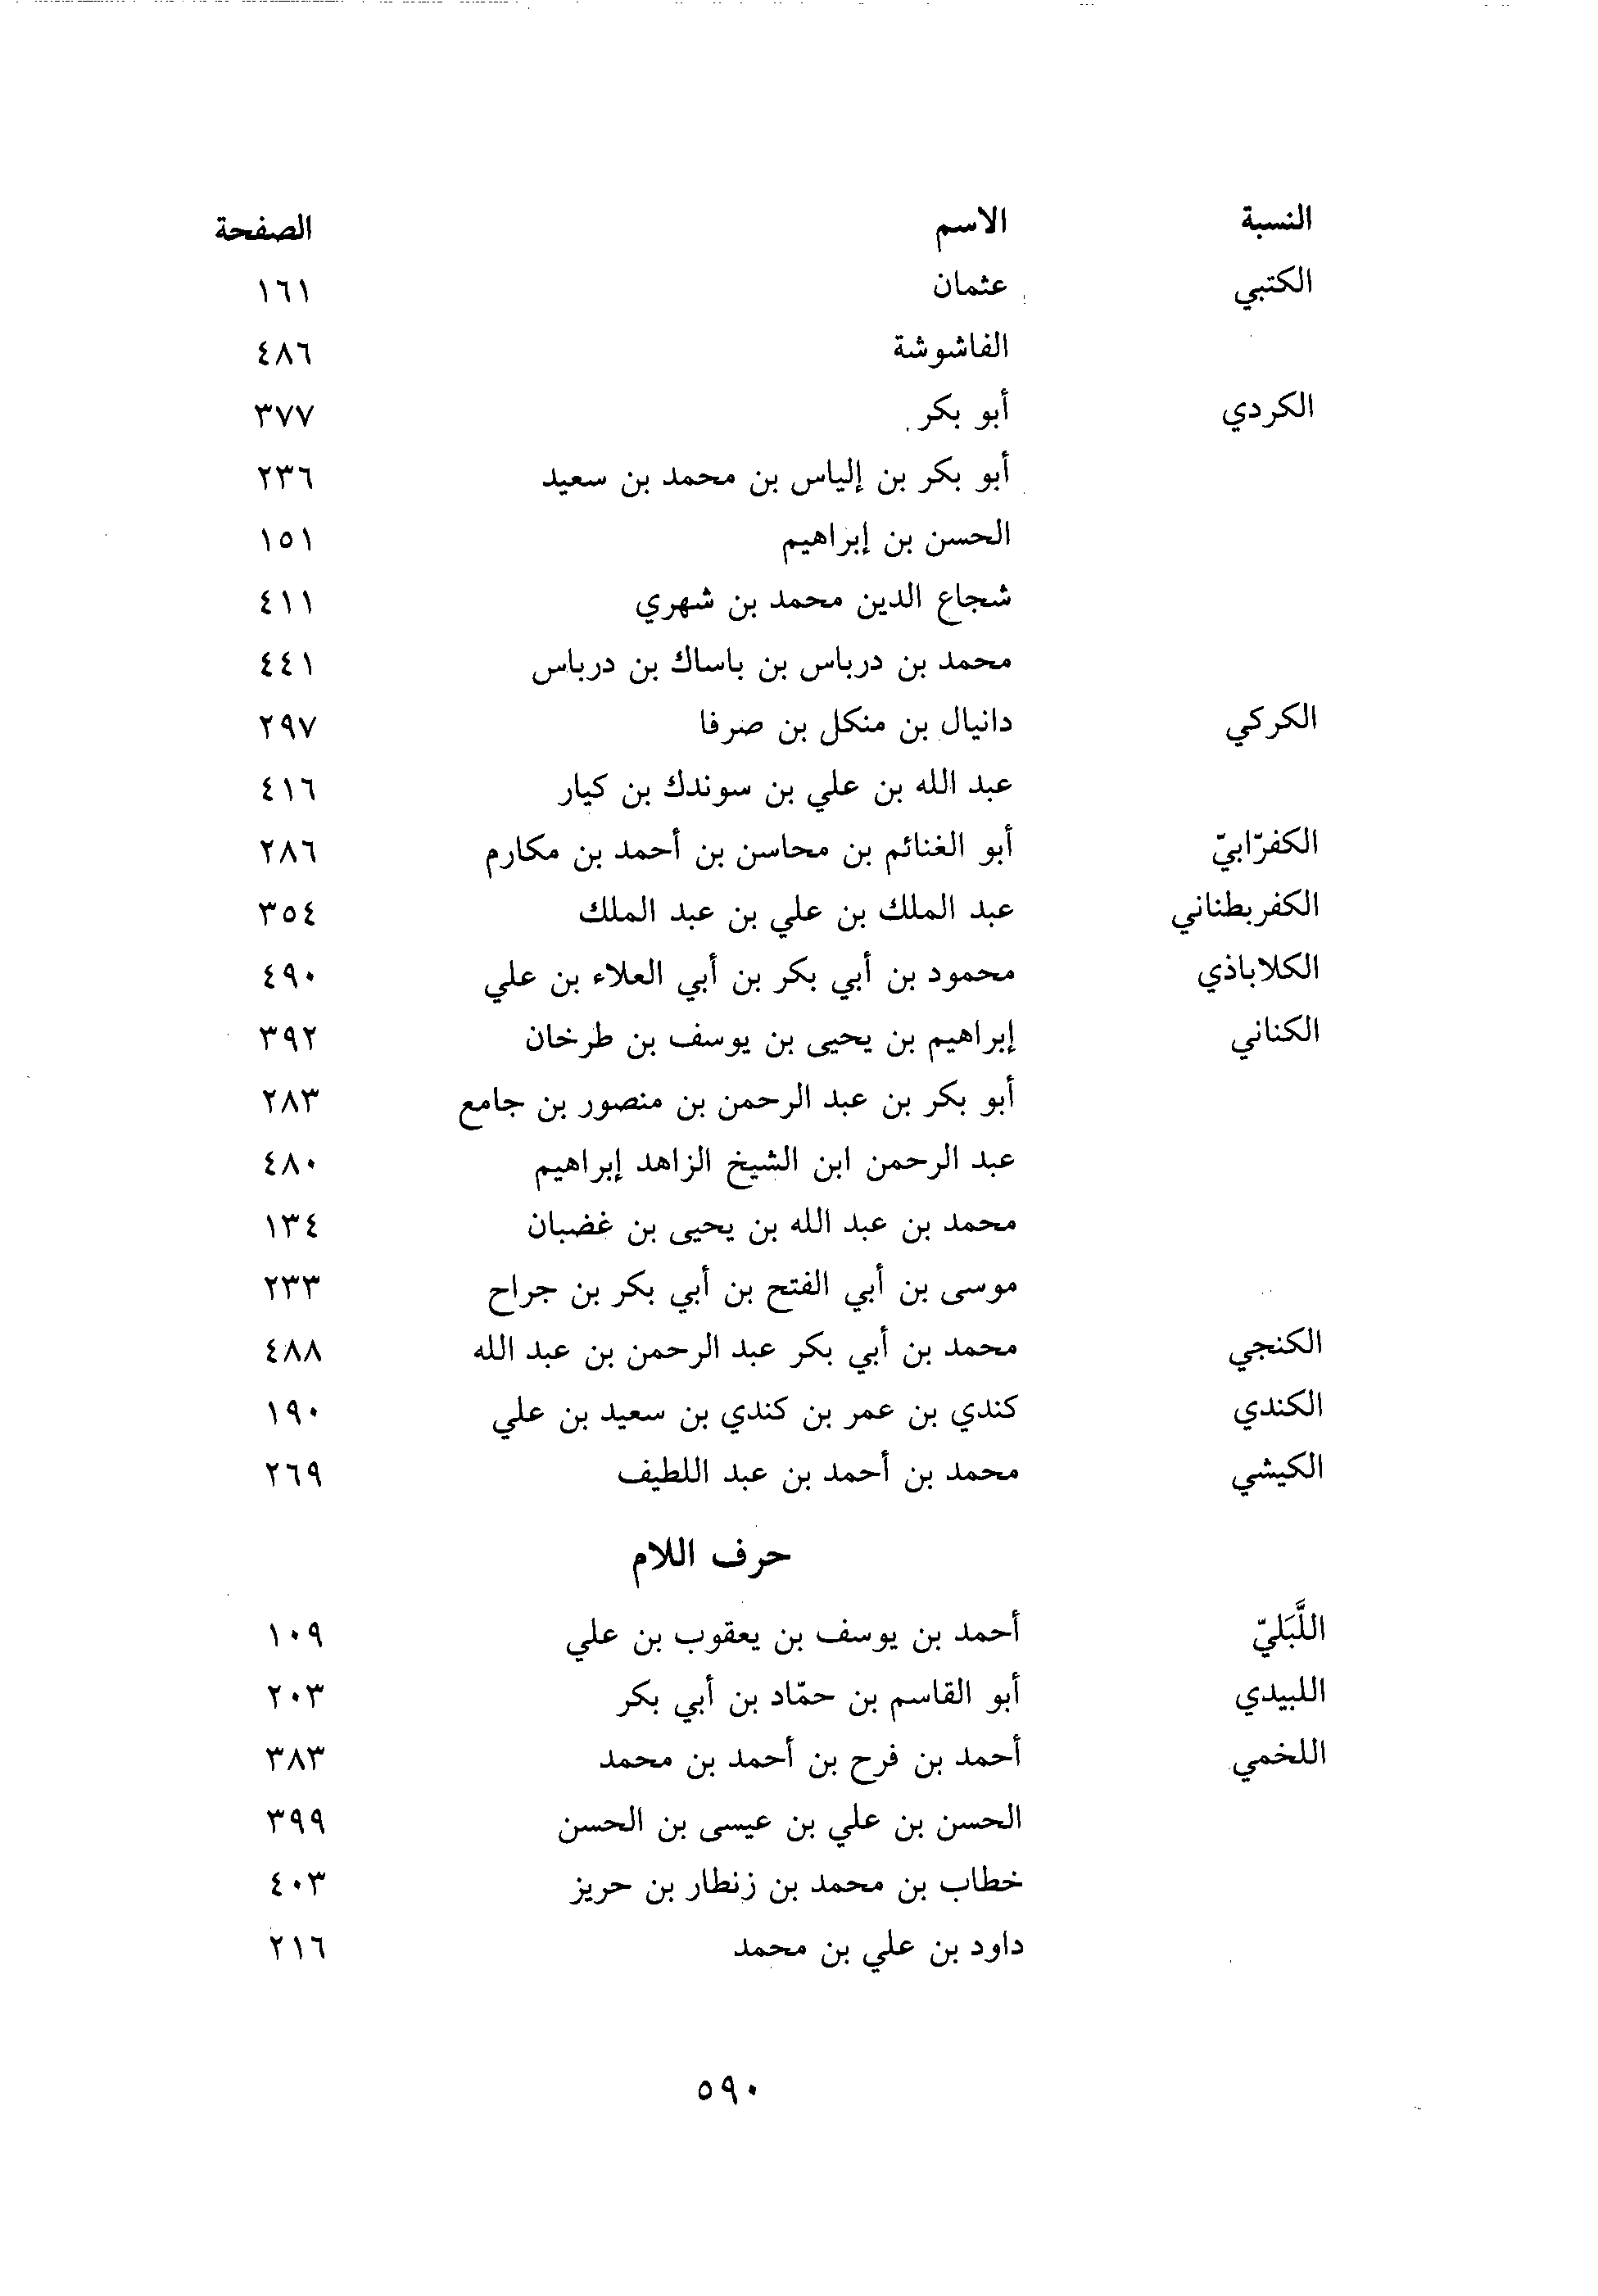 النسبة الاسم الصفحة
الكتبي عثمان ١٦١
الفاشوشة ٤٨٦
الكردي أبو بكر ٣٧٧
أبو بكر بن إلياس بن محمد بن سعيد ٢٣٦
الحسن بن إبراهيم ١٥١
شجاع الدين محمد بن شهري ٤١١
محمد بن درباس بن باساك بن درباس ٤٤١
الكركي دانيال بن منكل بن صرفا ٢٩٧
عبد الله بن علي بن سوندك بن كيار ٤١٦
الكفرّابيّ أبو الغنائم بن محاسن بن أحمد بن مكارم ٢٨٦
الكفربطناني عبد الملك بن علي بن عبد الملك ٣٥٤
الكلاباذي محمود بن أبي بكر بن أبي العلاء بن علي ٤٩٠
الكناني إبراهيم بن يحيى بن يوسف بن طرخان ٣٩٢
أبو بكر بن عبد الرحمن بن منصور بن جامع ٢٨٣
عبد الرحمن ابن الشيخ الزاهد إبراهيم ٤٨٠
محمد بن عبد الله بن يحيى بن غضبان ١٣٤
موسى بن أبي الفتح بن أبي بكر بن جراح ٢٣٣
الكنجي محمد بن أبي بكر عبد الرحمن بن عبد الله ٤٨٨
الكندي كندي بن عمر بن كندي بن سعيد بن علي ١٩٠
الكيشي محمد بن أحمد بن عبد اللطيف ٢٦٩
حرف اللام
اللَّبَليّ أحمد بن يوسف بن يعقوب بن علي ١٠٩
اللبيدي أبو القاسم بن حمّاد بن أبي بكر ٢٠٣
اللخمي أحمد بن فرح بن أحمد بن محمد ٣٨٣
الحسن بن علي بن عيسى بن الحسن ٣٩٩
خطاب بن محمد بن زنطار بن حريز ٤٠٣
داود بن علي بن محمد ٢١٦
٥٩٠